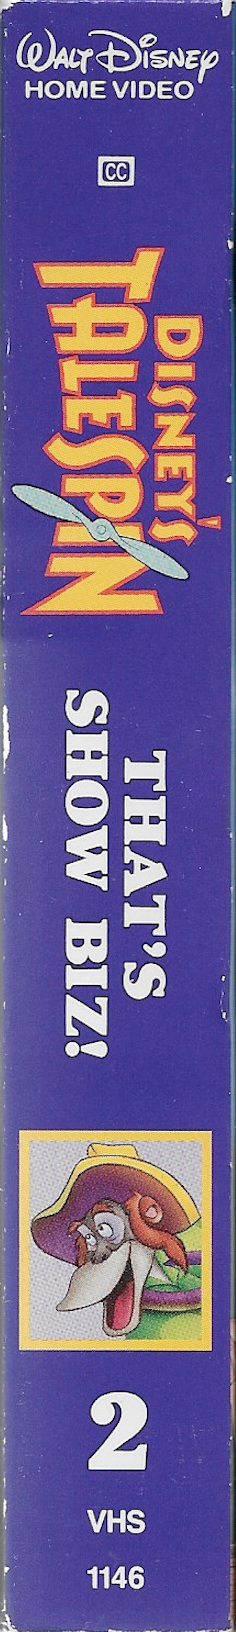 WALT DISNEY
HOME VIDEO
CC
DISNEY'S
TALESPIN
THAT'S
SHOW BIZ!
2
VHS
1146